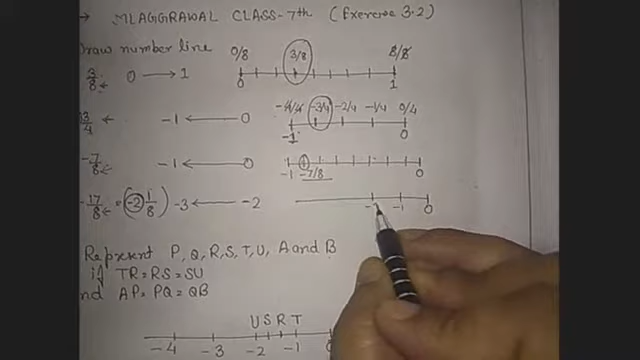 → MLAGGRAWAL CLASS-7th (Exercise 3.2)
Draw number line
0/8 3/8 8/8
3/8 0 → 1 0 1
-4/4 -3/4 -2/4 -1/4 0/4
3/4 -1 ← 0 -1 0
-7/8 -1 ← 0 -1 -7/8 0
-17/8 = (-2 1/8) -3 ← -2 -1 0
Represent P, Q, R, S, T, U, A and B
if TR=RS=SU
and AP=PQ=QB
U S R T
-4 -3 -2 -1